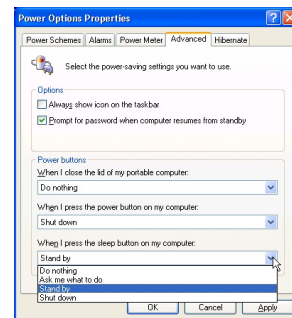 Power Options Properties
Power Schemes Alarms Power Meter Advanced Hibernate
Select the power-saving settings you want to use.
Options
Always show icon on the taskbar
Prompt for password when computer resumes from standby
Power buttons
When I close the lid of my portable computer:
Do nothing
When I press the power button on my computer:
Shut down
When I press the sleep button on my computer:
Stand by
Do nothing
Ask me what to do
Stand by
Shut down
OK Cancel Apply